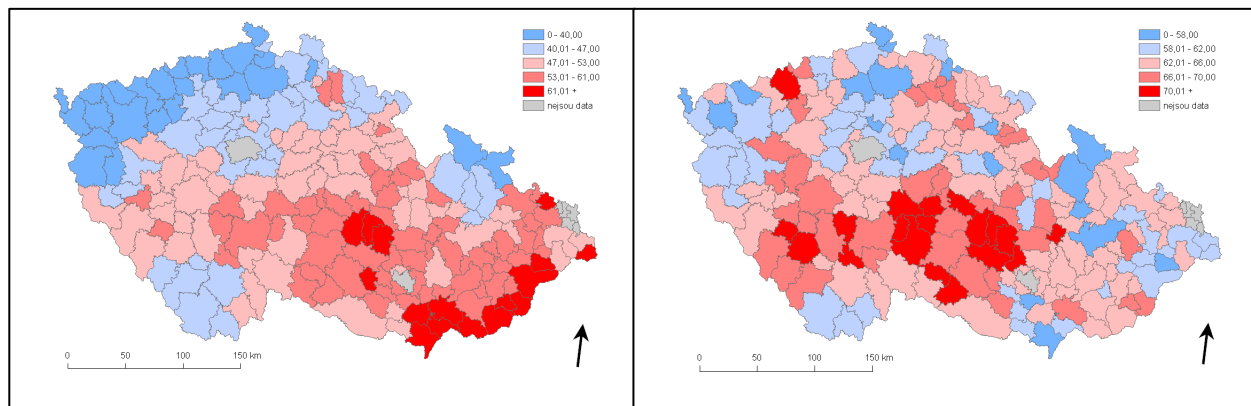 0 - 40,00
40,01 - 47,00
47,01 - 53,00
53,01 - 61,00
61,01 +
nejsou data
0 50 100 150 km
0 - 58,00
58,01 - 62,00
62,01 - 66,00
66,01 - 70,00
70,01 +
nejsou data
0 50 100 150 km